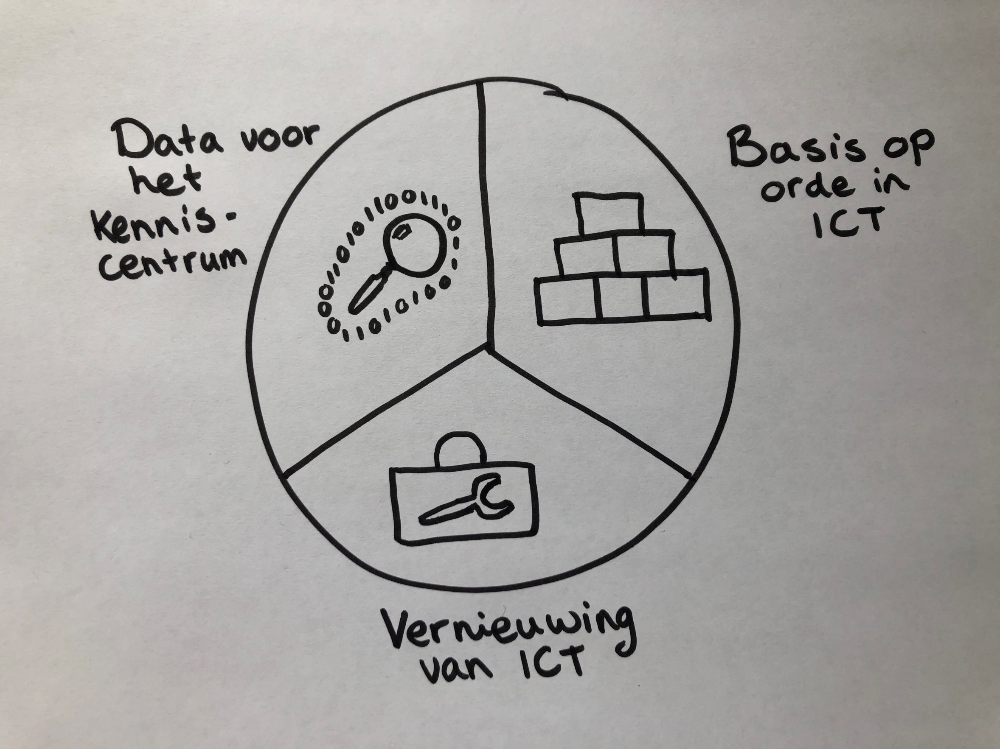 Data voor
het
Kennis-
centrum
Basis op
orde in
ICT
Vernieuwing
van ICT